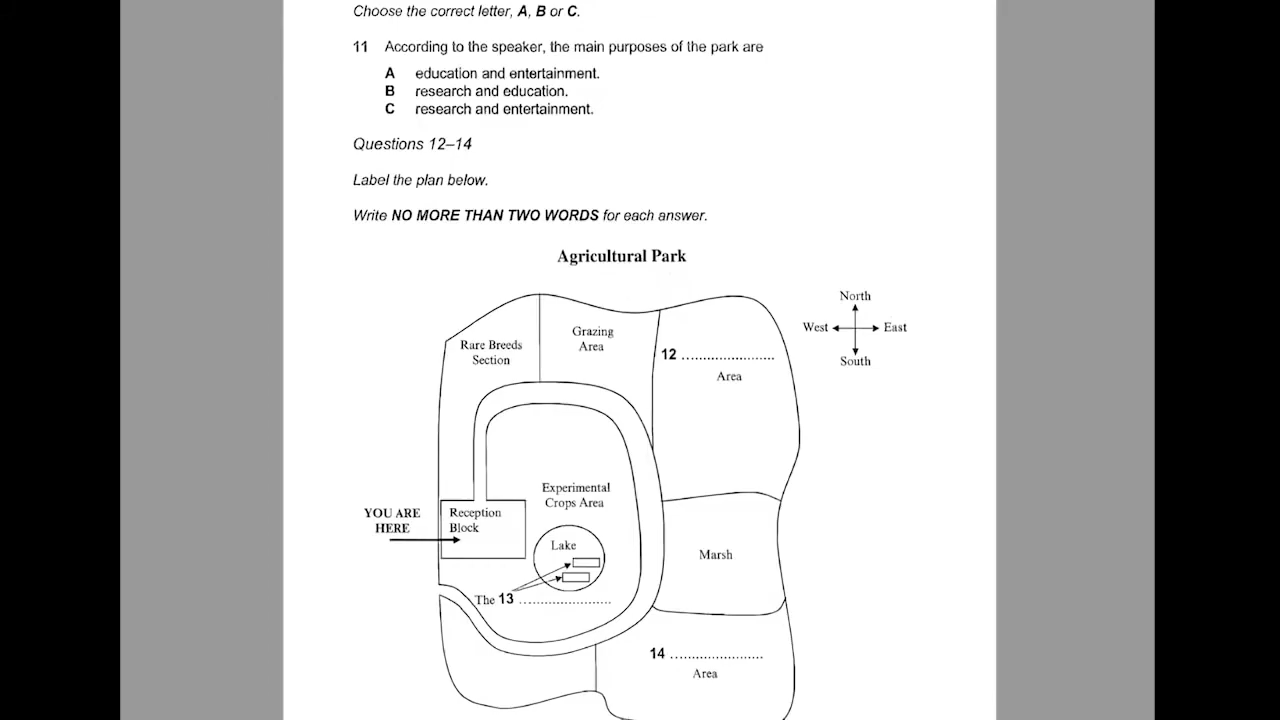 Choose the correct letter, A, B or C.
11 According to the speaker, the main purposes of the park are
A education and entertainment.
B research and education.
C research and entertainment.
Questions 12–14
Label the plan below.
Write NO MORE THAN TWO WORDS for each answer.
Agricultural Park
North
West East
South
Rare Breeds
Section
Grazing
Area
12 ........................
Area
Experimental
Crops Area
YOU ARE
HERE
Reception
Block
Lake
Marsh
The 13 ........................
14 ........................
Area